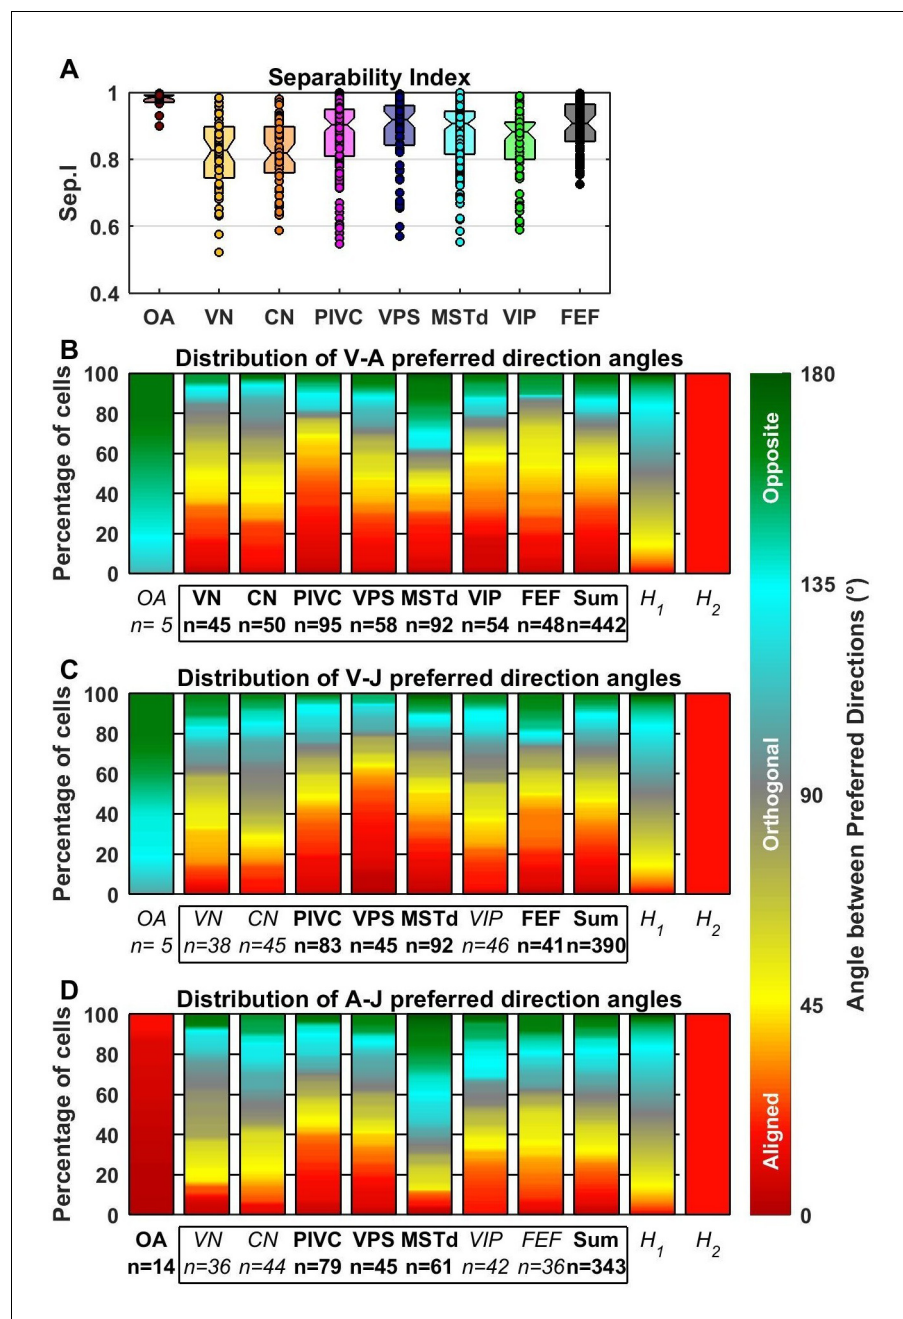 A
Separability Index
1
0.8
0.6
0.4
Sep.I
OA VN CN PIVC VPS MSTd VIP FEF
B
Distribution of V-A preferred direction angles
100
80
60
40
20
0
Percentage of cells
OA VN CN PIVC VPS MSTd VIP FEF Sum H1 H2
n= 5 n=45 n=50 n=95 n=58 n=92 n=54 n=48 n=442
C
Distribution of V-J preferred direction angles
100
80
60
40
20
0
Percentage of cells
OA VN CN PIVC VPS MSTd VIP FEF Sum H1 H2
n= 5 n=38 n=45 n=83 n=45 n=92 n=46 n=41 n=390
D
Distribution of A-J preferred direction angles
100
80
60
40
20
0
Percentage of cells
OA VN CN PIVC VPS MSTd VIP FEF Sum H1 H2
n=14 n=36 n=44 n=79 n=45 n=61 n=42 n=36 n=343
180
135
90
45
0
Opposite
Orthogonal
Aligned
Angle between Preferred Directions (°)